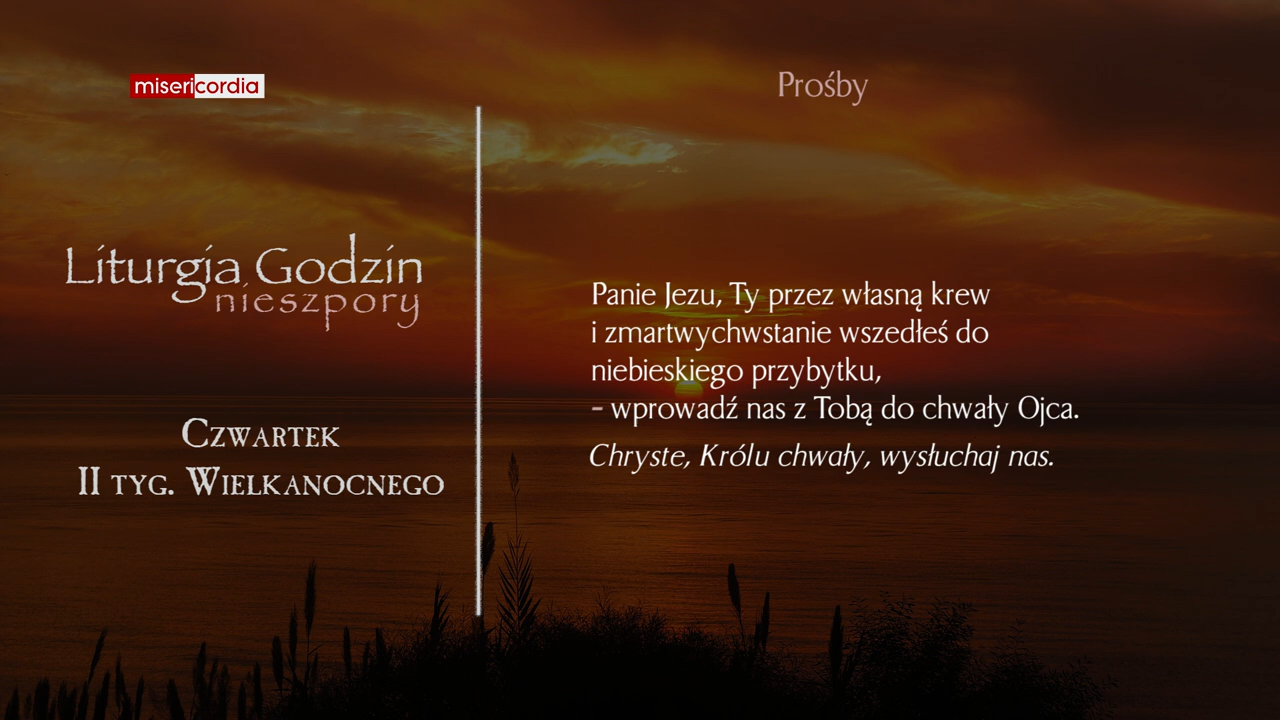 misericordia
Prośby
Liturgia Godzin
nieszpory
Czwartek
II tyg. Wielkanocnego
Panie Jezu, Ty przez własną krew
i zmartwychwstanie wszedłeś do
niebieskiego przybytku,
- wprowadź nas z Tobą do chwały Ojca.
Chryste, Królu chwały, wysłuchaj nas.